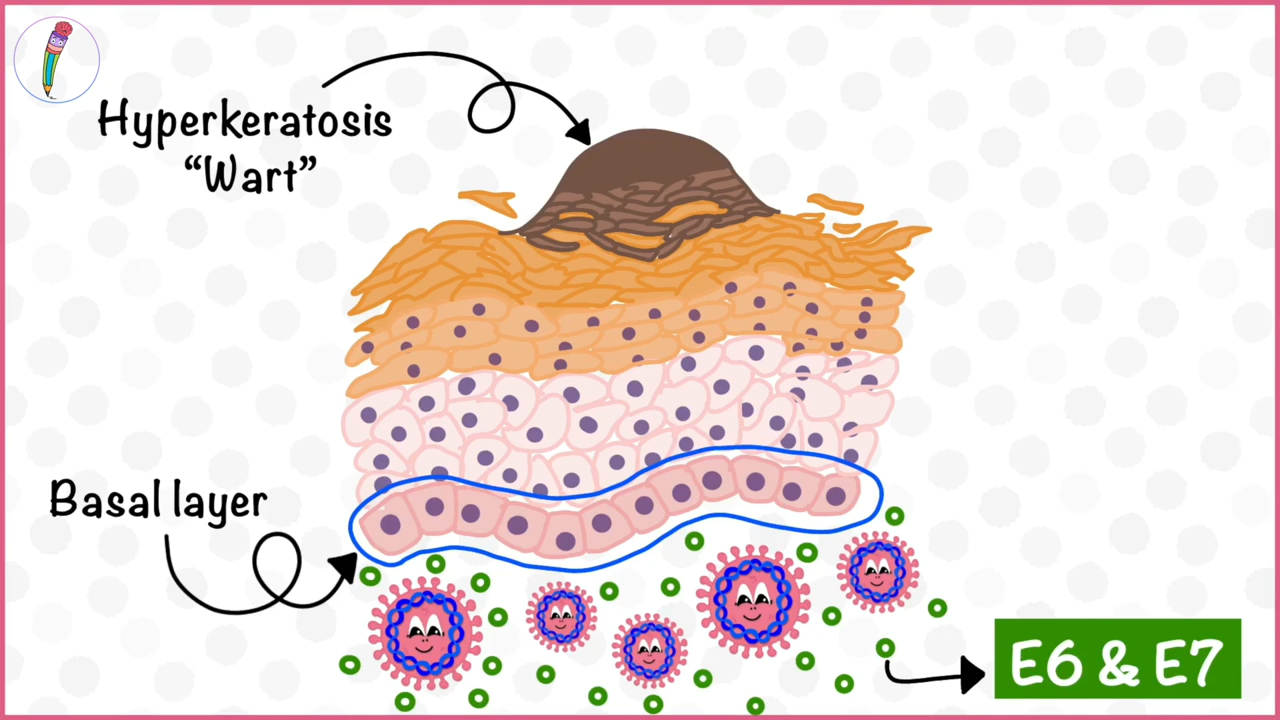 Hyperkeratosis
“Wart”
Basal layer
E6 & E7